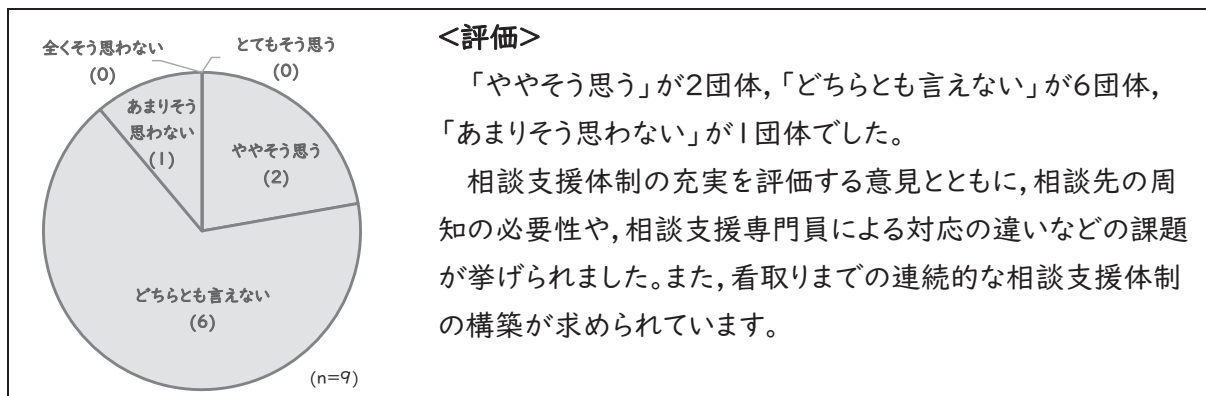 全くそう思わない
(0)
とてもそう思う
(0)
あまりそう
思わない
(1)
ややそう思う
(2)
どちらとも言えない
(6)
(n=9)
<評価>
「ややそう思う」が2団体,「どちらとも言えない」が6団体,
「あまりそう思わない」が1団体でした。
相談支援体制の充実を評価する意見とともに,相談先の周
知の必要性や,相談支援専門員による対応の違いなどの課題
が挙げられました。また,看取りまでの連続的な相談支援体制
の構築が求められています。